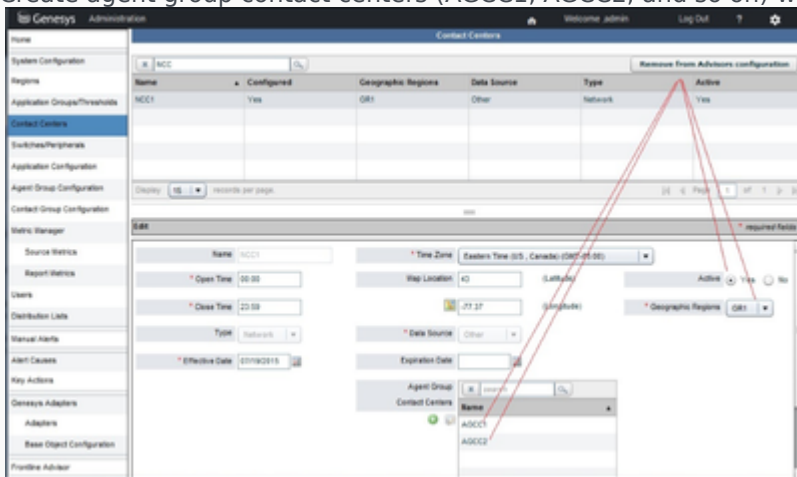 Create agent group contact centers (AGCC1, AGCC2, and so on) w
Genesys Administration Welcome ,admin Log Out ?
Home
Contact Centers
System Configuration
NCC
Remove from Advisors configuration
Regions
Name Configured Geographic Regions Data Source Type Active
Application Groups/Thresholds
NCC1 Yes GR1 Other Network Yes
Contact Centers
Switches/Peripherals
Application Configuration
Agent Group Configuration
Display 15 records per page. Page 1 of 1
Contact Group Configuration
Metric Manager
Edit * required fields
Source Metrics
Name NCC1 * Time Zone Eastern Time (US , Canada) (GMT-05:00)
Report Metrics
* Open Time 00:00 Map Location 43 (Latitude) Active Yes No
Users
Distribution Lists
* Close Time 23:59 -77.37 (Longitude) * Geographic Regions GR1
Manual Alerts
Type Network * Data Source Other
Alert Causes
* Effective Date 07/19/2015 Expiration Date
Key Actions
Agent Group Contact Centers search
Genesys Adapters
Name
Adapters
AGCC1
Base Object Configuration
AGCC2
Frontline Advisor